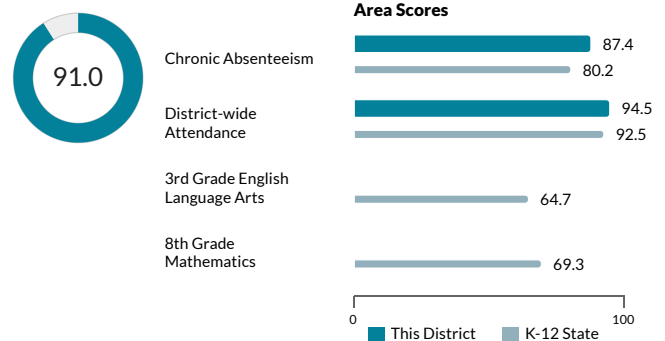 Area Scores
91.0
Chronic Absenteeism
87.4
80.2
District-wide
Attendance
94.5
92.5
3rd Grade English
Language Arts
64.7
8th Grade
Mathematics
69.3
0
100
This District
K-12 State